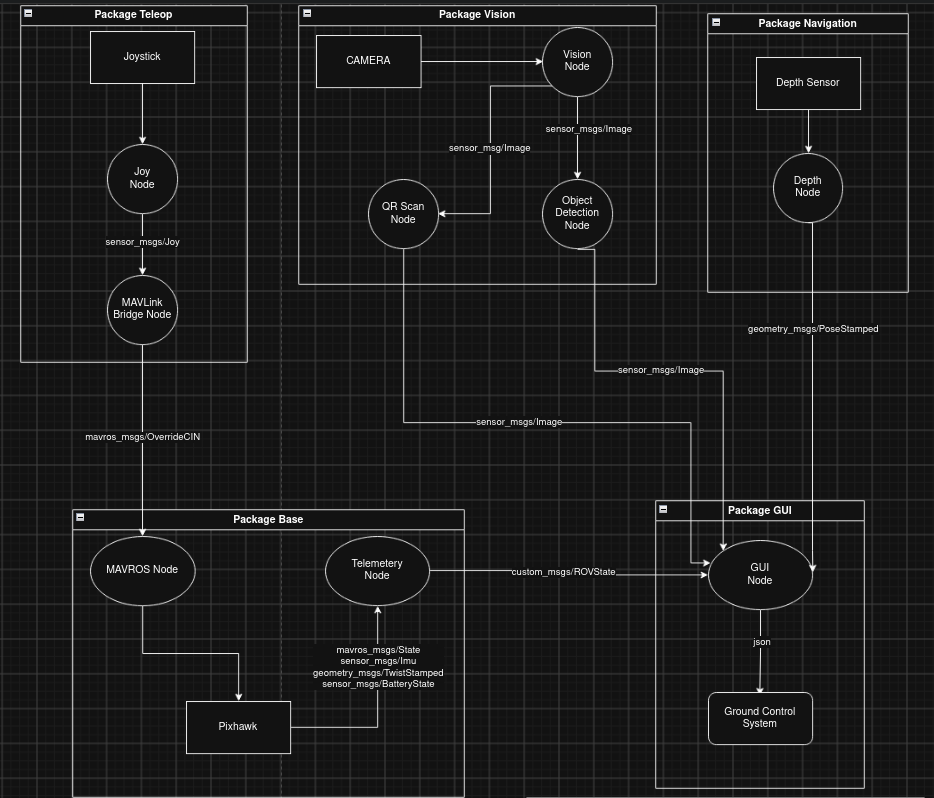 Package Teleop
Joystick
Joy
Node
sensor_msgs/Joy
MAVLink
Bridge Node
mavros_msgs/OverrideCIN
Package Vision
CAMERA
Vision
Node
sensor_msgs/Image
sensor_msg/Image
QR Scan
Node
Object
Detection
Node
Package Navigation
Depth Sensor
Depth
Node
geometry_msgs/PoseStamped
sensor_msgs/Image
sensor_msgs/Image
Package Base
MAVROS Node
Telemetery
Node
custom_msgs/ROVState
mavros_msgs/State
sensor_msgs/Imu
geometry_msgs/TwistStamped
sensor_msgs/BatteryState
Pixhawk
Package GUI
GUI
Node
json
Ground Control
System